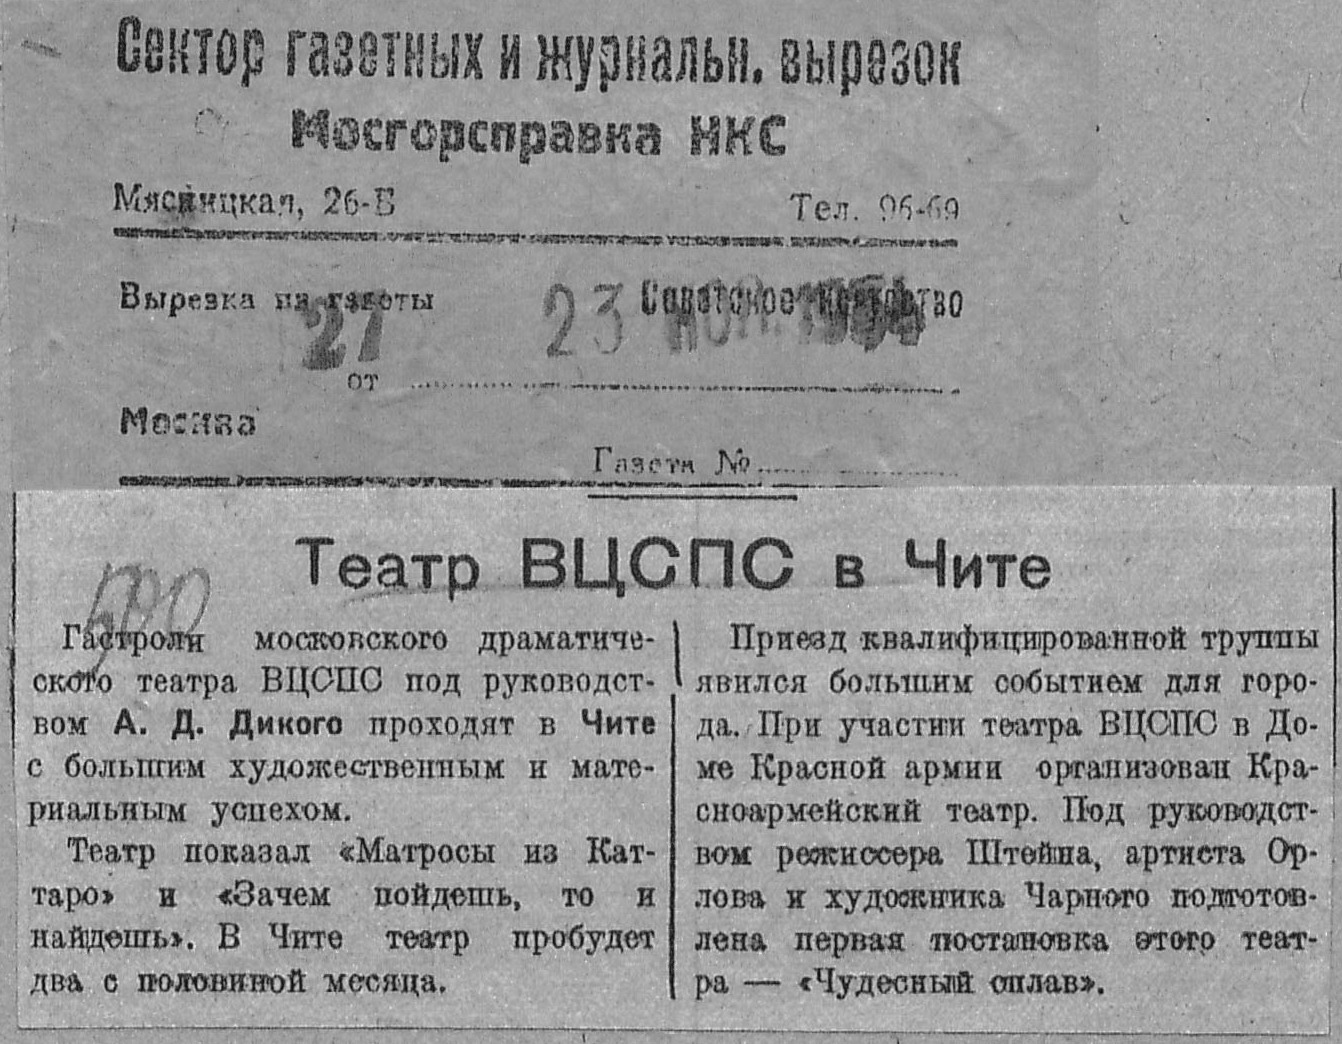 Сектор газетных и журнальн. вырезок
Мосгорсправка НКС
Мясницкая, 26-Б Тел. 96-69
Вырезка из газеты Советское искусство
27 23 НОЯ. 1934
от
Москва
Газета №
Театр ВЦСПС в Чите
Гастроли московского драматиче-
ского театра ВЦСПС под руководст-
вом А. Д. Дикого проходят в Чите
с большим художественным и мате-
риальным успехом.
Театр показал «Матросы из Кат-
таро» и «Зачем пойдешь, то и
найдешь». В Чите театр пробудет
два с половиной месяца.
Приезд квалифицированной труппы
явился большим событием для горо-
да. При участии театра ВЦСПС в До-
ме Красной армии организован Кра-
сноармейский театр. Под руководст-
вом режиссера Штейна, артиста Ор-
лова и художника Чарного подготов-
лена первая постановка этого теат-
ра — «Чудесный сплав».